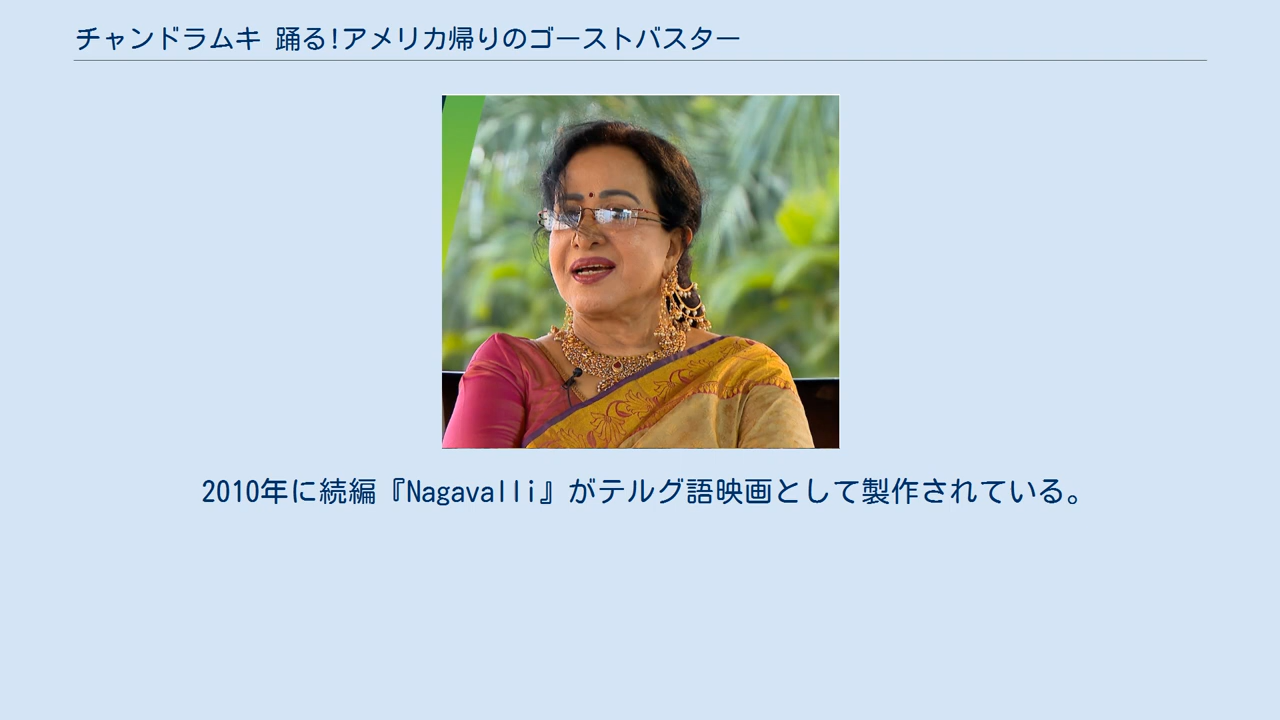 チャンドラムキ 踊る!アメリカ帰りのゴーストバスター
2010年に続編『Nagavalli』がテルグ語映画として製作されている。